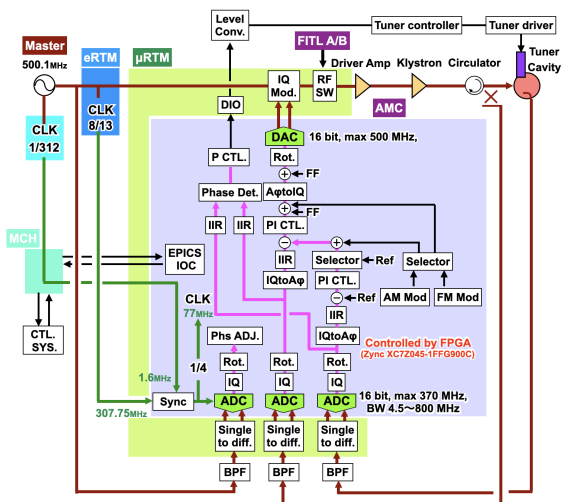 Level
Conv.
Tuner controller
Tuner driver
Master
eRTM
μRTM
FITL A/B
500.1MHz
Driver Amp
Klystron
Circulator
Tuner
Cavity
IQ
Mod.
RF
SW
CLK
8/13
DIO
AMC
CLK
1/312
DAC
16 bit, max 500 MHz,
P CTL.
Rot.
FF
Phase Det.
AφtoIQ
FF
IIR
IIR
PI CTL.
MCH
EPICS
IOC
IIR
Selector
Ref
Selector
IQtoAφ
PI CTL.
CLK
Ref
AM Mod
FM Mod
77MHz
IIR
CTL.
SYS.
Phs ADJ.
IQtoAφ
Controlled by FPGA
(Zynq XC7Z045-1FFG900C)
1/4
Rot.
Rot.
Rot.
1.6MHz
IQ
IQ
IQ
Sync
ADC
ADC
ADC
16 bit, max 370 MHz,
BW 4.5〜800 MHz
307.75MHz
Single
to diff.
Single
to diff.
Single
to diff.
BPF
BPF
BPF